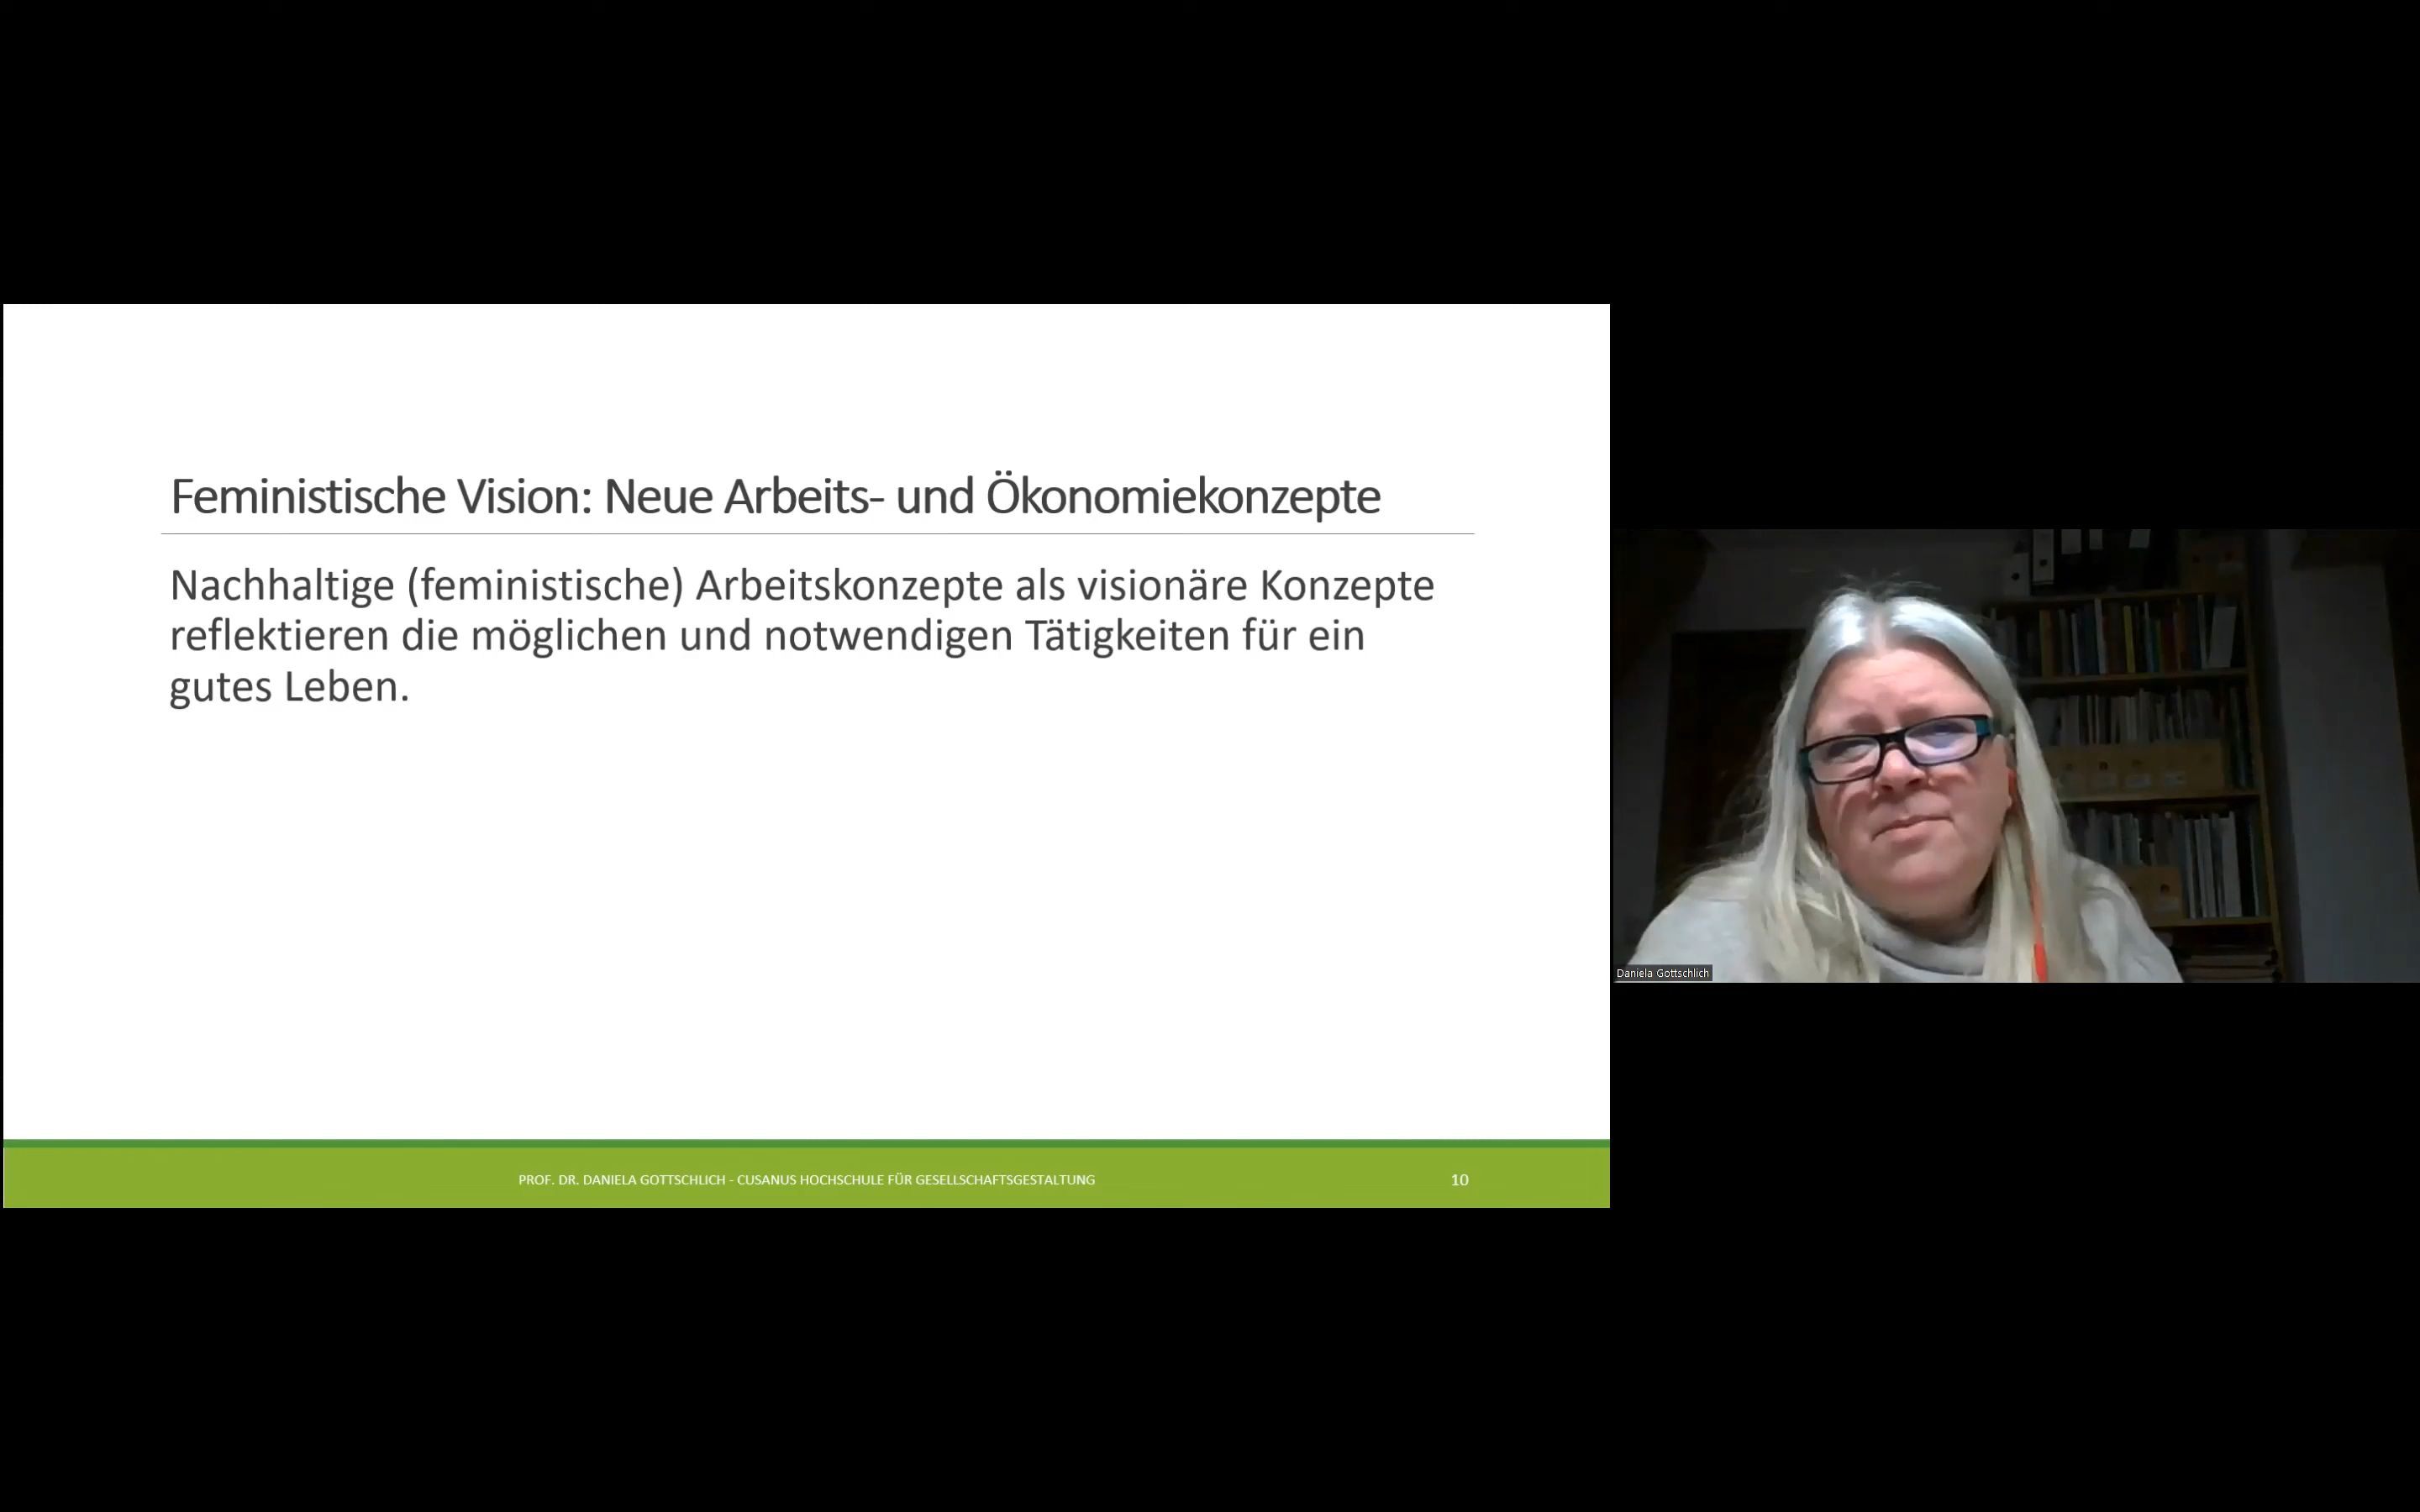 Feministische Vision: Neue Arbeits- und Ökonomiekonzepte
Nachhaltige (feministische) Arbeitskonzepte als visionäre Konzepte
reflektieren die möglichen und notwendigen Tätigkeiten für ein
gutes Leben.
PROF. DR. DANIELA GOTTSCHLICH - CUSANUS HOCHSCHULE FÜR GESELLSCHAFTSGESTALTUNG
10
Daniela Gottschlich